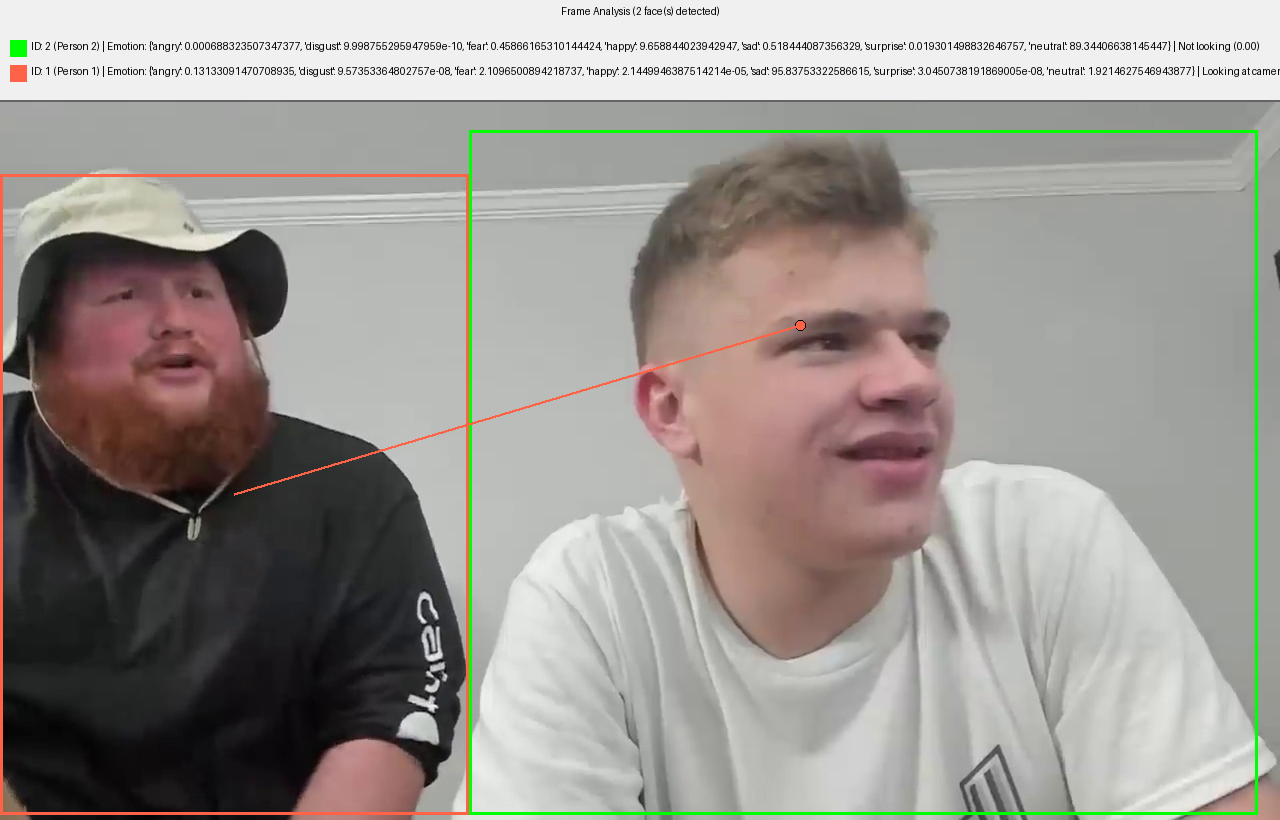 Frame Analysis (2 face(s) detected)
ID: 2 (Person 2) | Emotion: {'angry': 0.000688323507347377, 'disgust': 9.998755295947959e-10, 'fear': 0.45866165310144424, 'happy': 9.658844023942047, 'sad': 0.518444087356329, 'surprise': 0.019301498832646757, 'neutral': 89.34406638145447} | Not looking (0.00)
ID: 1 (Person 1) | Emotion: {'angry': 0.13133091470708935, 'disgust': 9.57353364802757e-08, 'fear': 2.1096500894218737, 'happy': 2.1449946387514214e-05, 'sad': 95.83753322586615, 'surprise': 3.0450738191869005e-08, 'neutral': 1.9214627546943877} | Looking at camer